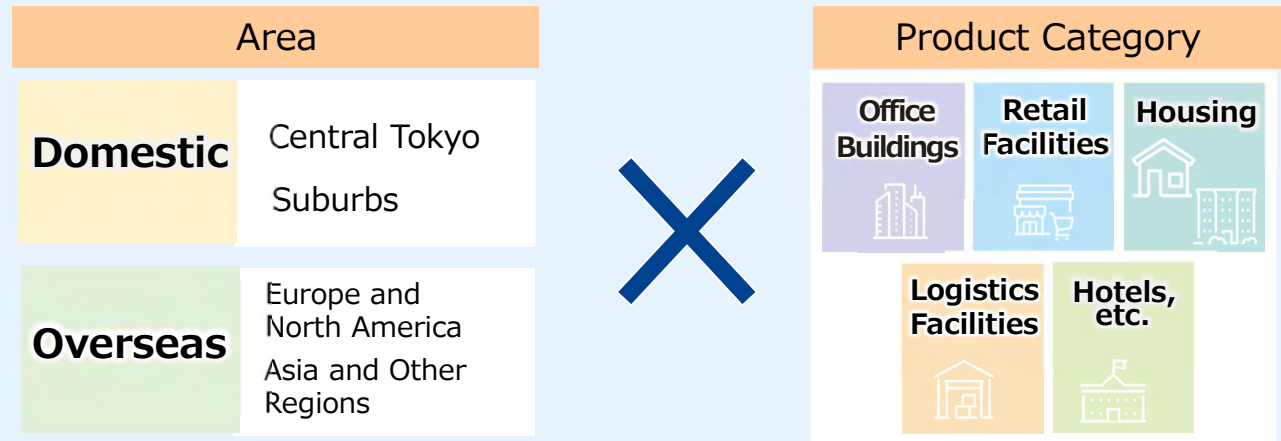 Area
Domestic
Central Tokyo
Suburbs
Overseas
Europe and
North America
Asia and Other
Regions
Product Category
Office
Buildings
Retail
Facilities
Housing
Logistics
Facilities
Hotels,
etc.